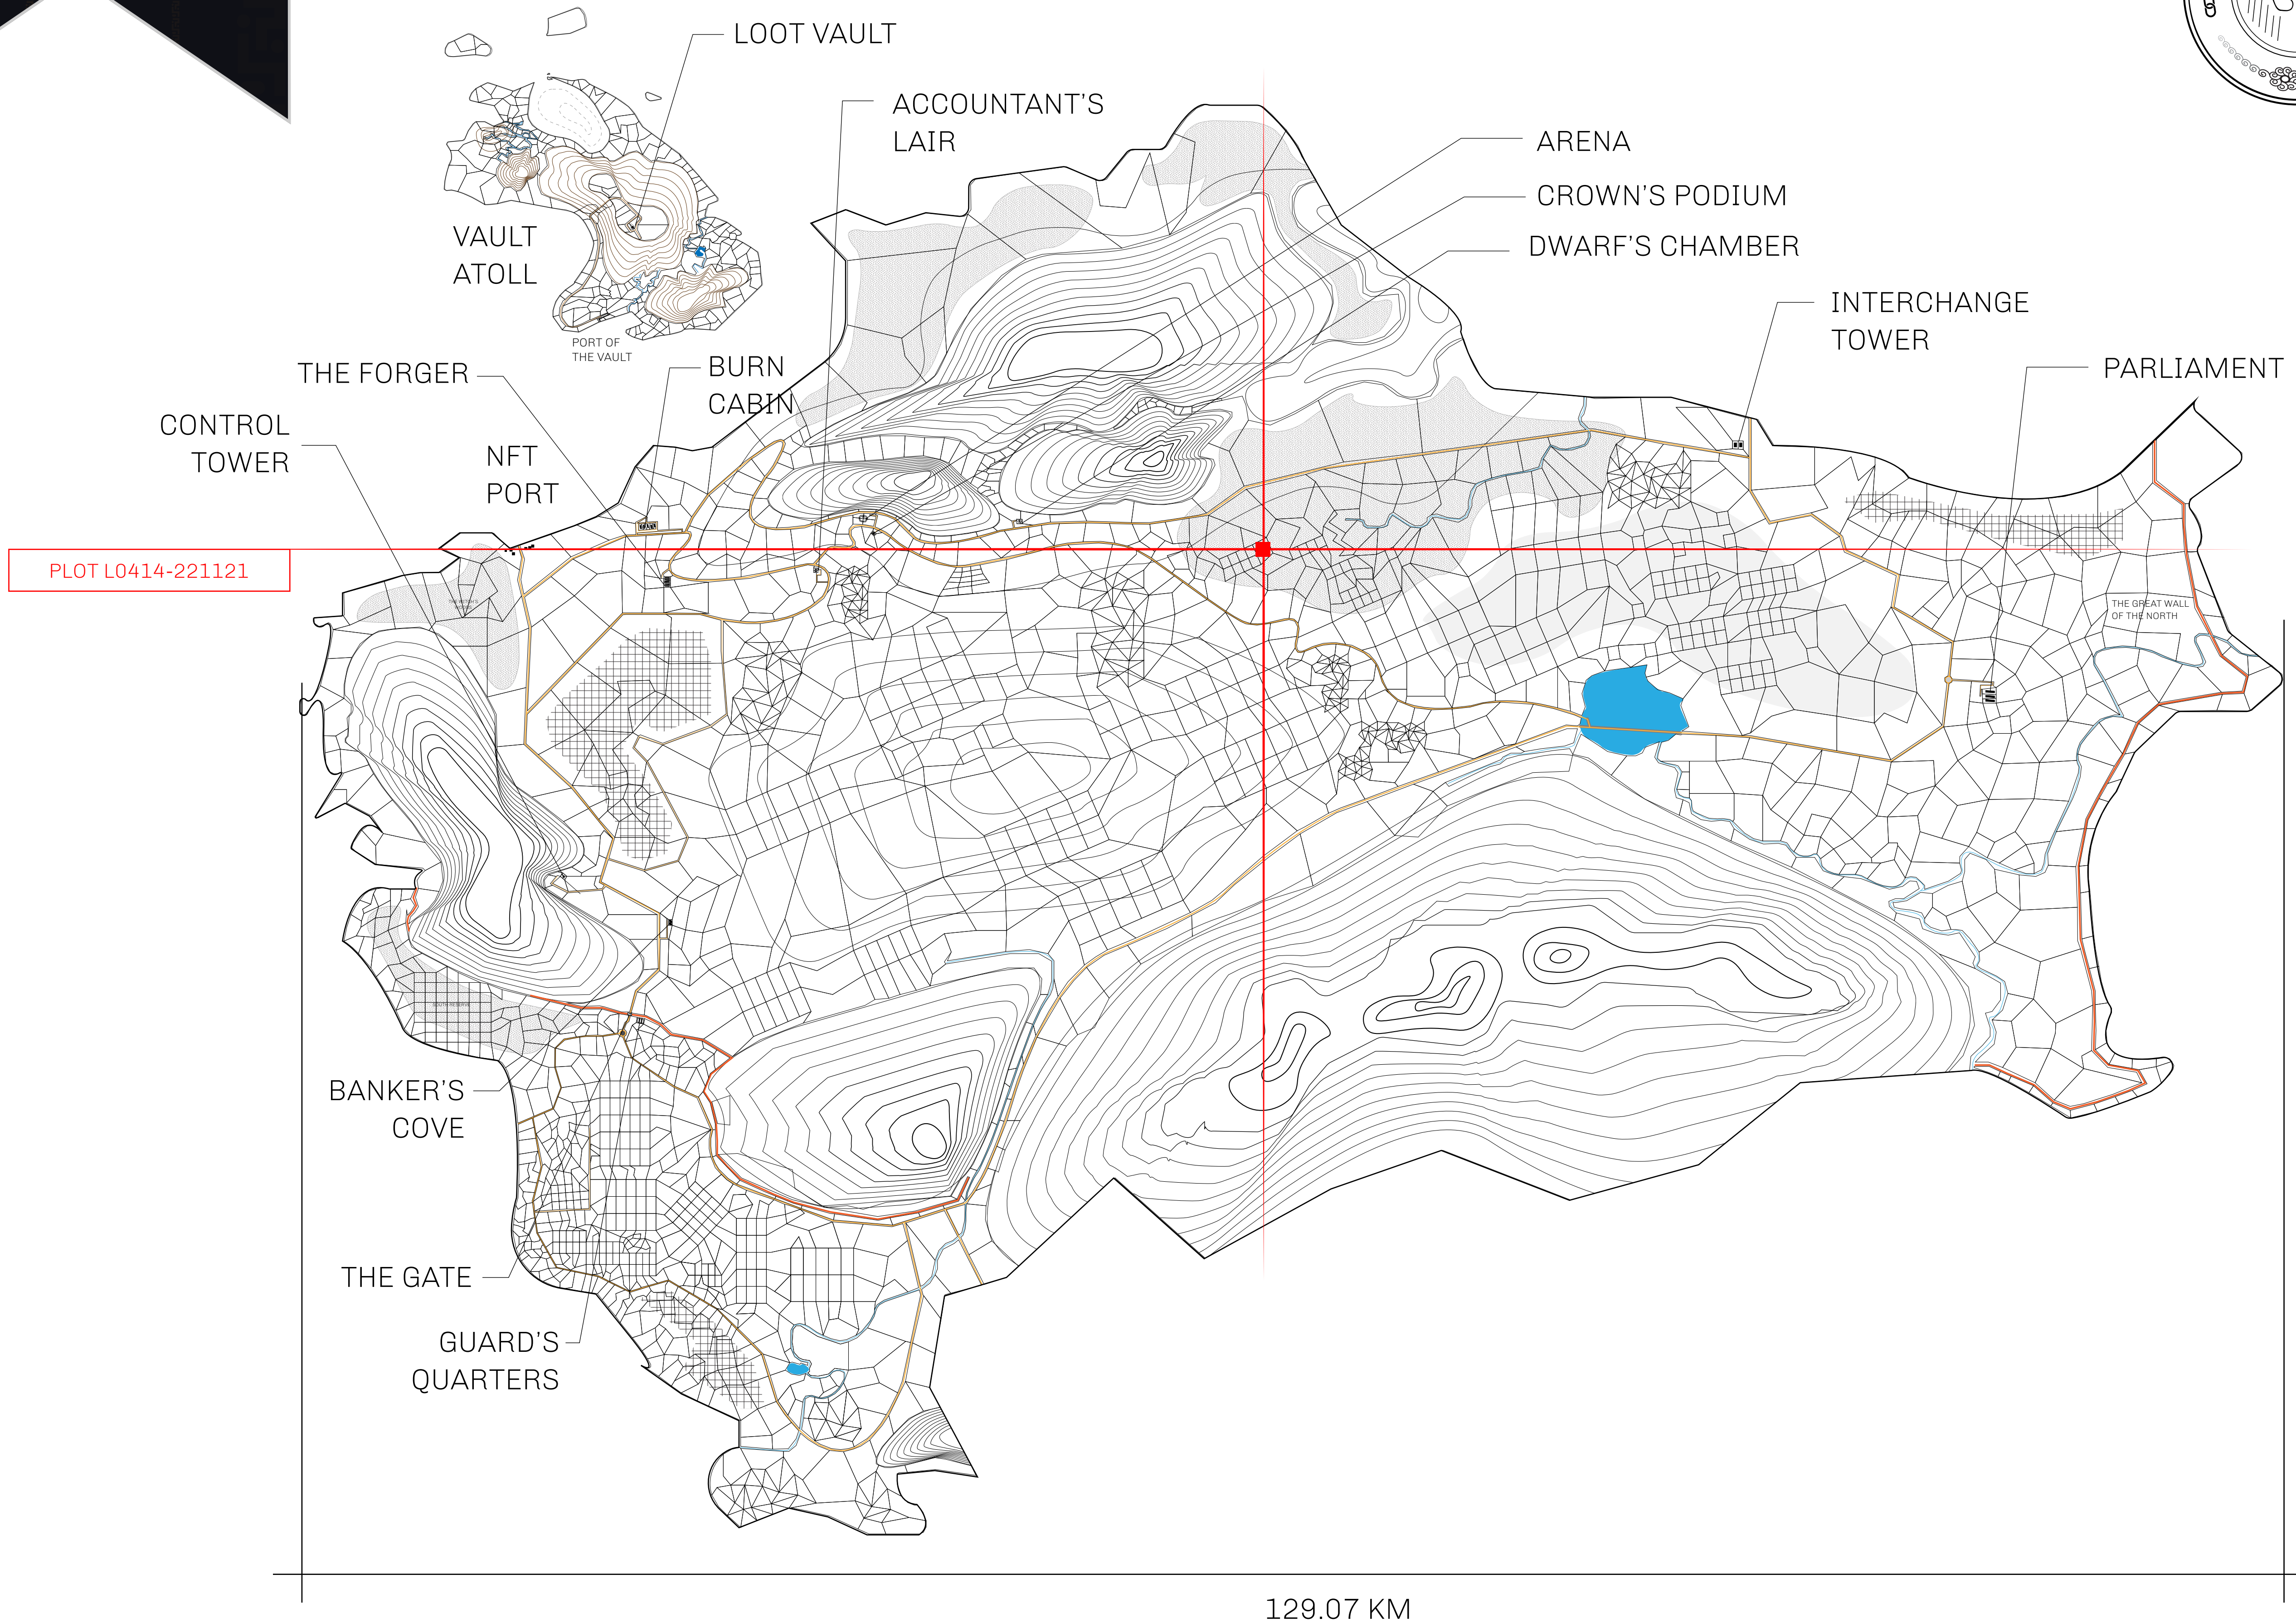 LOOT VAULT
ACCOUNTANT'S
LAIR
ARENA
CROWN'S PODIUM
DWARF'S CHAMBER
VAULT
ATOLL
INTERCHANGE
TOWER
PORT OF
THE VAULT
THE FORGER
BURN
CABIN
PARLIAMENT
CONTROL
TOWER
NFT
PORT
PLOT L0414-221121
THE GREAT WALL
OF THE NORTH
SOUTH RESERVE
BANKER'S
COVE
THE GATE
GUARD'S
QUARTERS
129.07 KM